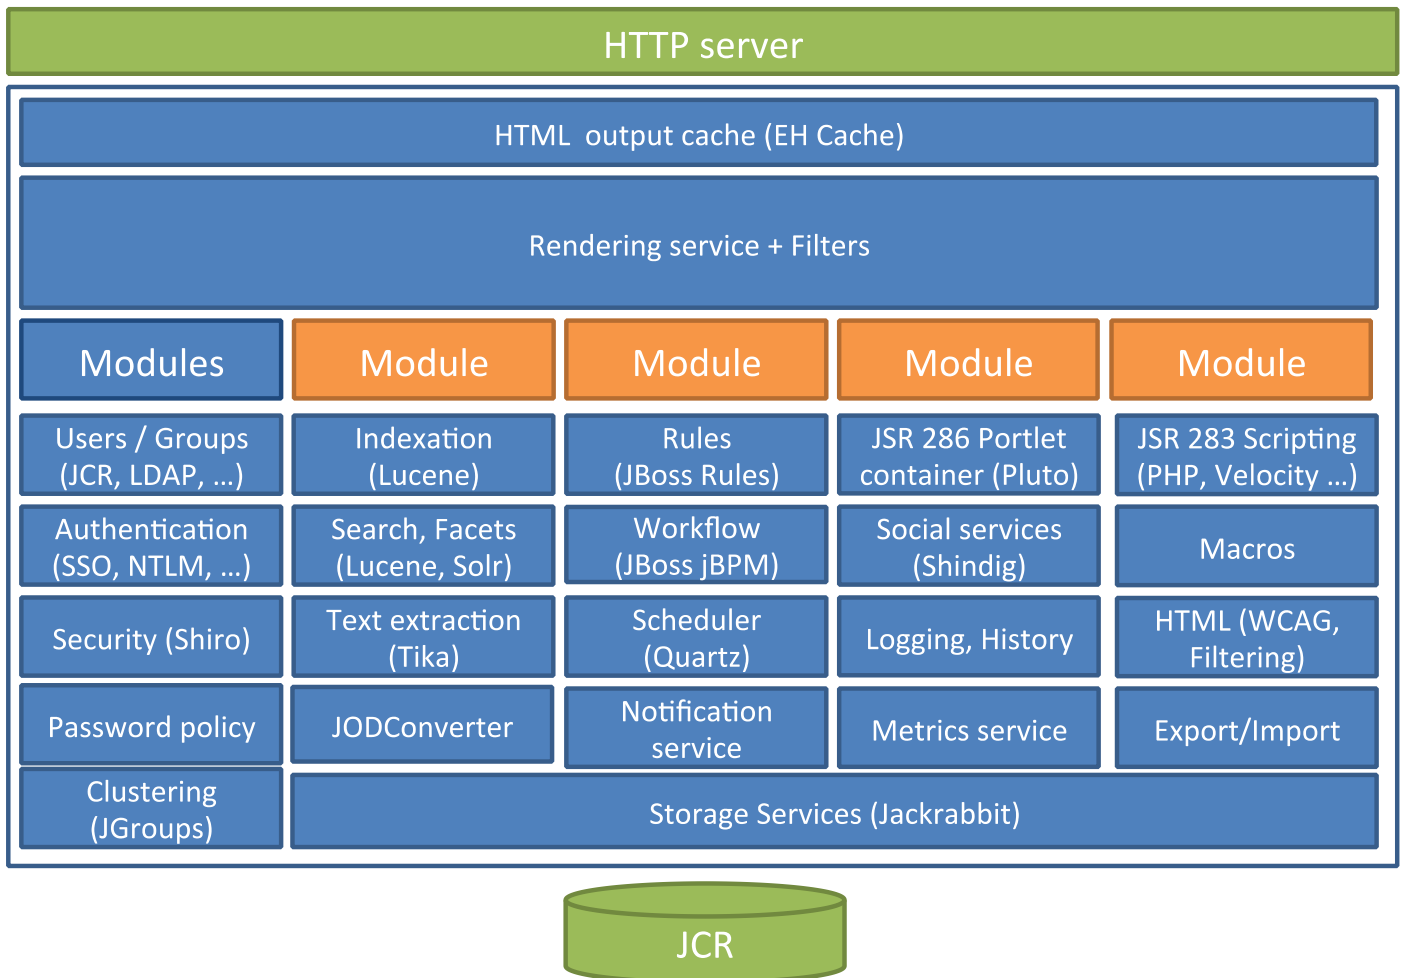 HTTP server
HTML output cache (EH Cache)
Rendering service + Filters
Modules
Module
Module
Module
Module
Users / Groups
(JCR, LDAP, ...)
Indexation
(Lucene)
Rules
(JBoss Rules)
JSR 286 Portlet
container (Pluto)
JSR 283 Scripting
(PHP, Velocity ...)
Authentication
(SSO, NTLM, ...)
Search, Facets
(Lucene, Solr)
Workflow
(JBoss jBPM)
Social services
(Shindig)
Macros
Security (Shiro)
Text extraction
(Tika)
Scheduler
(Quartz)
Logging, History
HTML (WCAG,
Filtering)
Password policy
JODConverter
Notification
service
Metrics service
Export/Import
Clustering
(JGroups)
Storage Services (Jackrabbit)
JCR